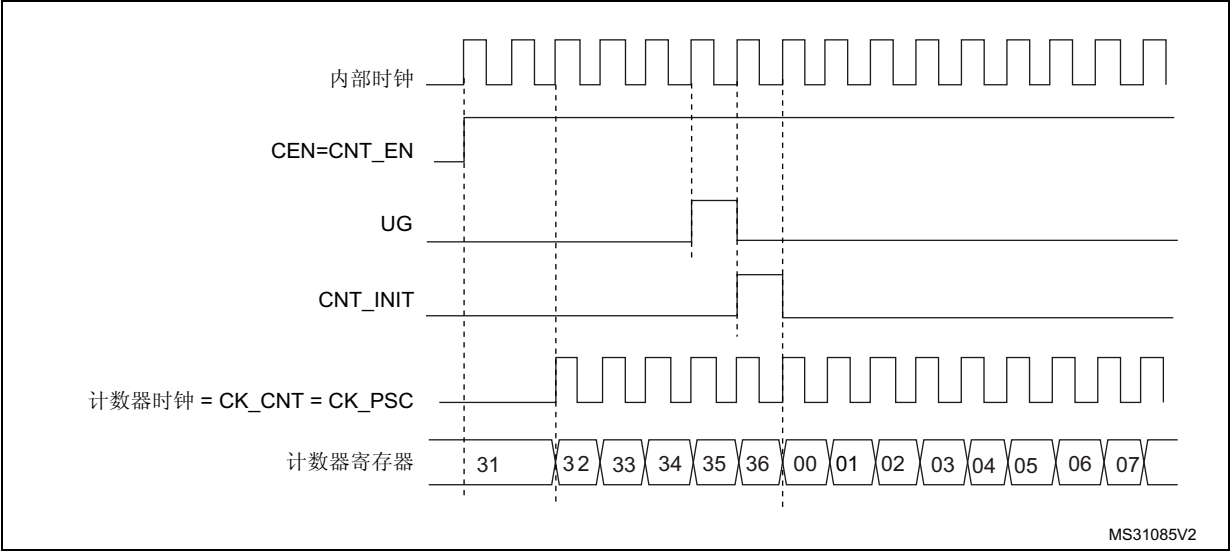 内部时钟
CEN=CNT_EN
UG
CNT_INIT
计数器时钟 = CK_CNT = CK_PSC
计数器寄存器 31 32 33 34 35 36 00 01 02 03 04 05 06 07
MS31085V2